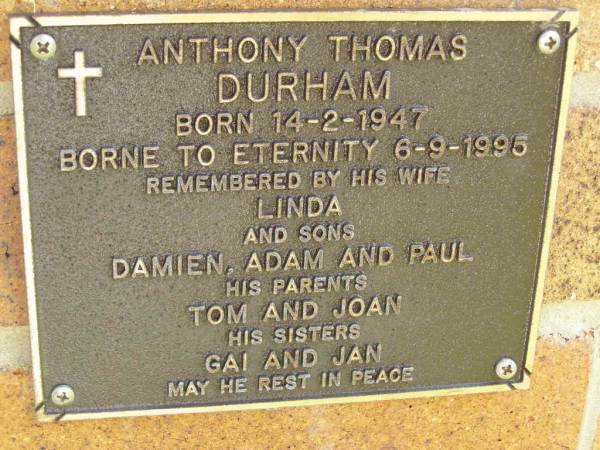 ANTHONY THOMAS
DURHAM
BORN 14-2-1947
BORNE TO ETERNITY 6-9-1995
REMEMBERED BY HIS WIFE
LINDA
AND SONS
DAMIEN, ADAM AND PAUL
HIS PARENTS
TOM AND JOAN
HIS SISTERS
GAI AND JAN
MAY HE REST IN PEACE